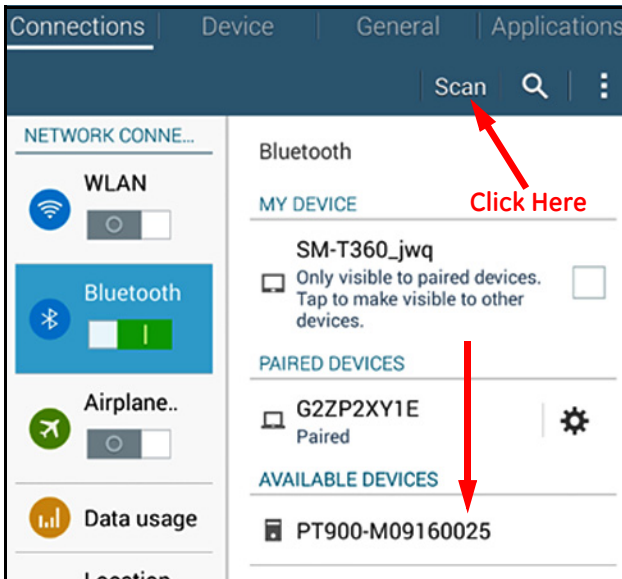 Connections Device General Applications
Scan
NETWORK CONNE...
WLAN
Bluetooth
Airplane..
Data usage
Location
Bluetooth
Click Here
MY DEVICE
SM-T360_jwq
Only visible to paired devices.
Tap to make visible to other
devices.
PAIRED DEVICES
G2ZP2XY1E
Paired
AVAILABLE DEVICES
PT900-M09160025